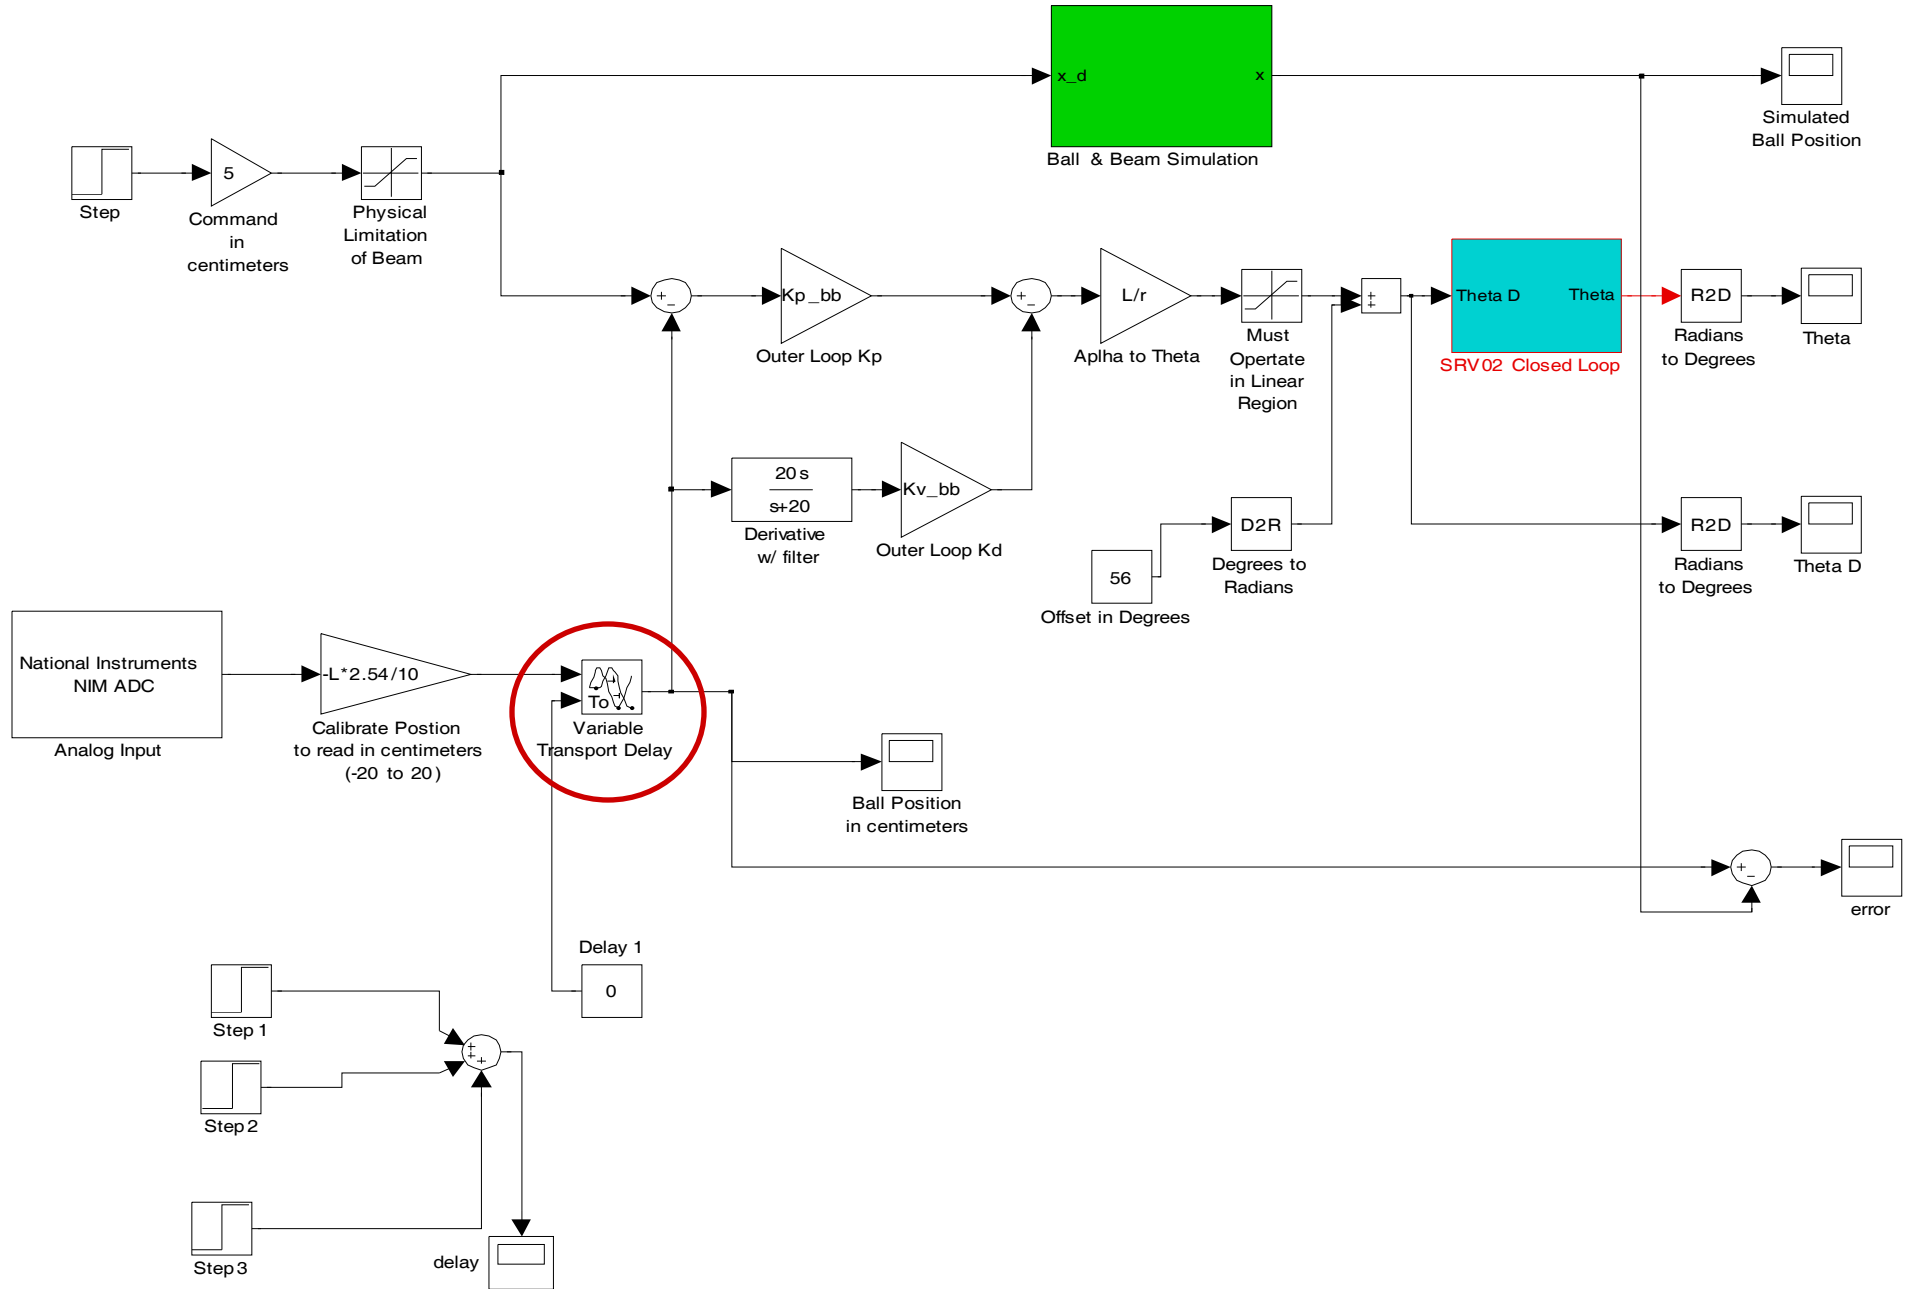 x_d
x
Ball & Beam Simulation
Simulated
Ball Position
Step
5
Command
in
centimeters
Physical
Limitation
of Beam
+
-
Kp_bb
Outer Loop Kp
+
-
L/r
Aplha to Theta
Must
Opertate
in Linear
Region
+
+
Theta D
Theta
SRV02 Closed Loop
R2D
Radians
to Degrees
Theta
20 s
s+20
Derivative
w/ filter
Kv_bb
Outer Loop Kd
56
Offset in Degrees
D2R
Degrees to
Radians
R2D
Radians
to Degrees
Theta D
National Instruments
NIM ADC
Analog Input
-L*2.54/10
Calibrate Postion
to read in centimeters
(-20 to 20)
To
Variable
Transport Delay
Ball Position
in centimeters
+
-
error
Delay 1
0
Step 1
Step 2
+
+
+
Step 3
delay